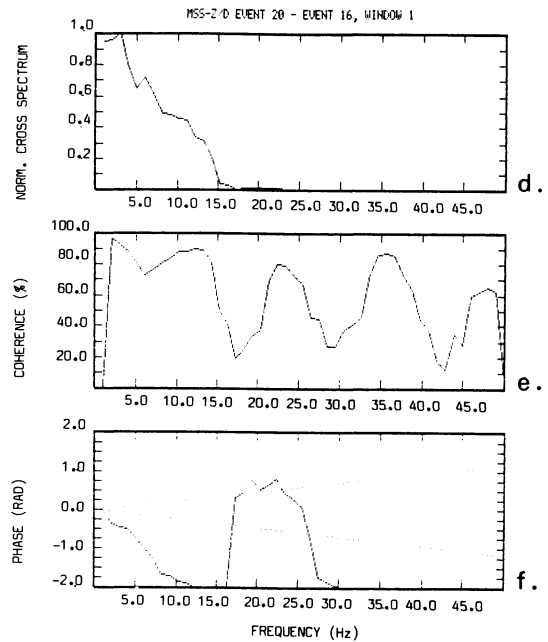 MSS-Z/D EVENT 20 - EVENT 16, WINDOW 1
NORM. CROSS SPECTRUM
1.0
0.8
0.6
0.4
0.2
5.0 10.0 15.0 20.0 25.0 30.0 35.0 40.0 45.0
d.
COHERENCE (%)
100.0
80.0
60.0
40.0
20.0
5.0 10.0 15.0 20.0 25.0 30.0 35.0 40.0 45.0
e.
PHASE (RAD)
2.0
1.0
0.0
-1.0
-2.0
5.0 10.0 15.0 20.0 25.0 30.0 35.0 40.0 45.0
f.
FREQUENCY (Hz)